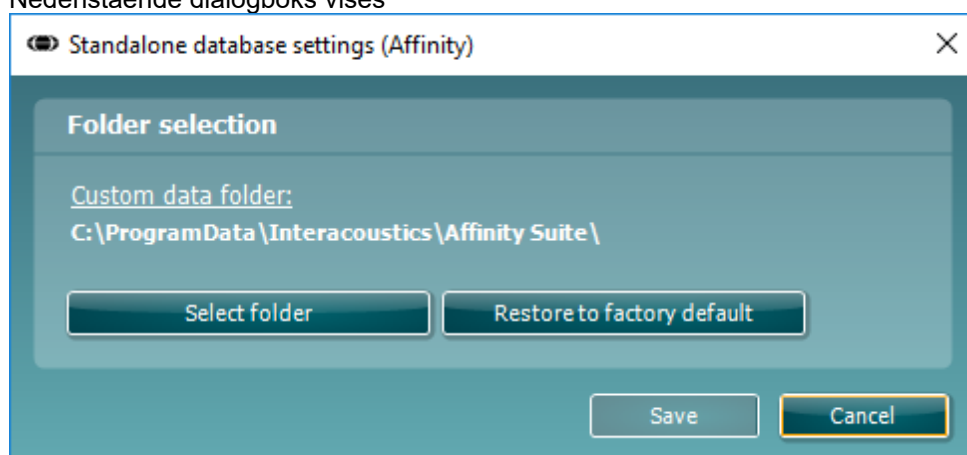 Nedenstående dialogboks vises
Standalone database settings (Affinity)
Folder selection
Custom data folder:
C:\ProgramData\Interacoustics\Affinity Suite\
Select folder
Restore to factory default
Save
Cancel